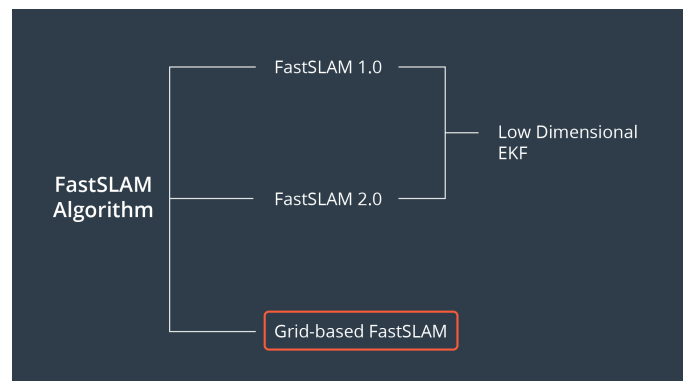 FastSLAM 1.0
Low Dimensional
EKF
FastSLAM
Algorithm
FastSLAM 2.0
Grid-based FastSLAM